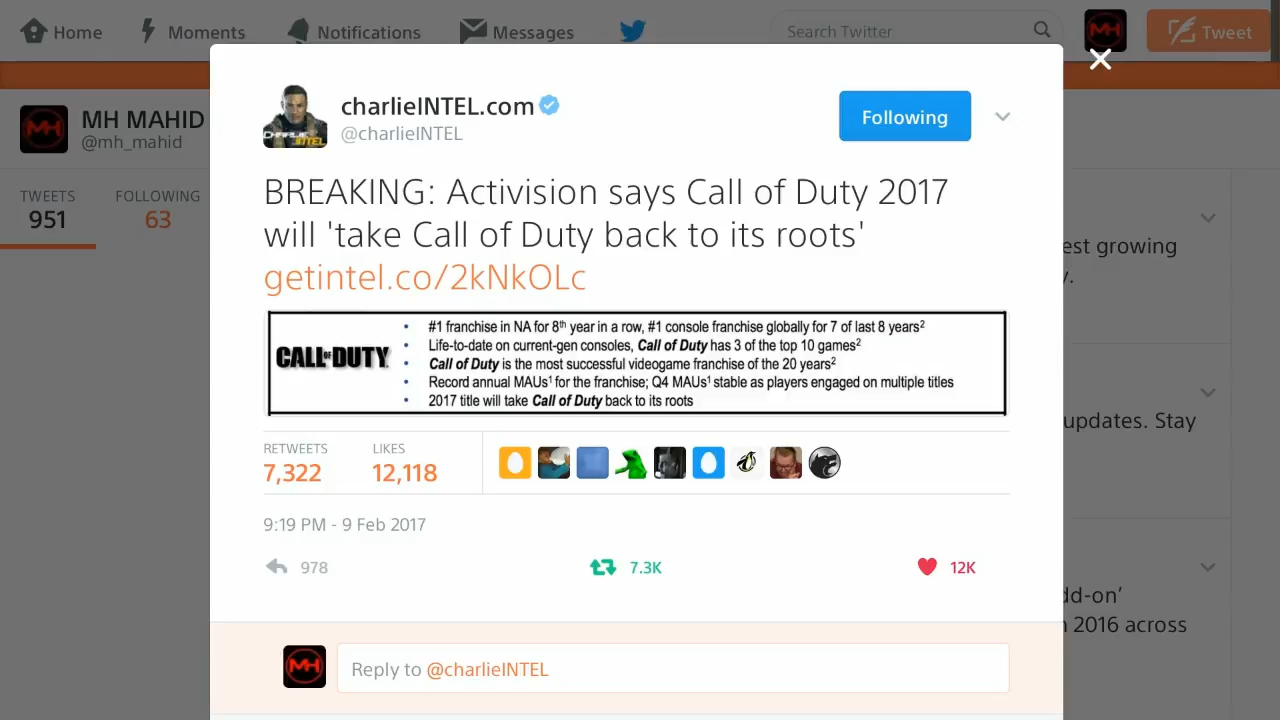 Home
Moments
Notifications
Messages
Search Twitter
MH
Tweet
MH
MH MAHID
@mh_mahid
TWEETS
951
FOLLOWING
63
charlieINTEL.com
@charlieINTEL
Following
BREAKING: Activision says Call of Duty 2017
will 'take Call of Duty back to its roots'
getintel.co/2kNkOLc
CALL OF DUTY
• #1 franchise in NA for 8th year in a row, #1 console franchise globally for 7 of last 8 years²
• Life-to-date on current-gen consoles, Call of Duty has 3 of the top 10 games²
• Call of Duty is the most successful videogame franchise of the 20 years²
• Record annual MAUs¹ for the franchise; Q4 MAUs¹ stable as players engaged on multiple titles
• 2017 title will take Call of Duty back to its roots
RETWEETS
7,322
LIKES
12,118
9:19 PM - 9 Feb 2017
978
7.3K
12K
MH
Reply to @charlieINTEL
est growing
y.
updates. Stay
dd-on’
n 2016 across